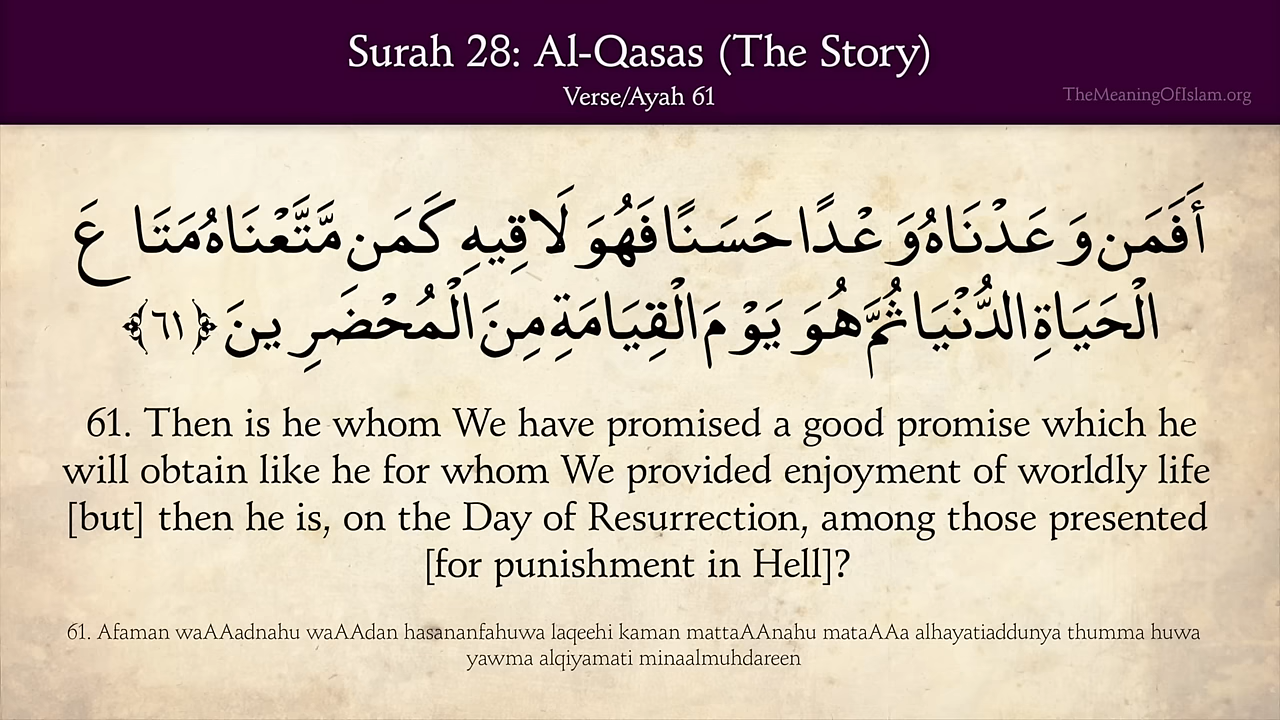 Surah 28: Al-Qasas (The Story)
Verse/Ayah 61
TheMeaningOfIslam.org
أَفَمَن وَعَدْنَاهُ وَعْدًا حَسَنًا فَهُوَ لَاقِيهِ كَمَن مَّتَّعْنَاهُ مَتَاعَ
الْحَيَاةِ الدُّنْيَا ثُمَّ هُوَ يَوْمَ الْقِيَامَةِ مِنَ الْمُحْضَرِينَ ﴿٦١﴾
61. Then is he whom We have promised a good promise which he
will obtain like he for whom We provided enjoyment of worldly life
[but] then he is, on the Day of Resurrection, among those presented
[for punishment in Hell]?
61. Afaman waAAadnahu waAAdan hasananfahuwa laqeehi kaman mattaAAnahu mataAAa alhayatiaddunya thumma huwa
yawma alqiyamati minaalmuhdareen